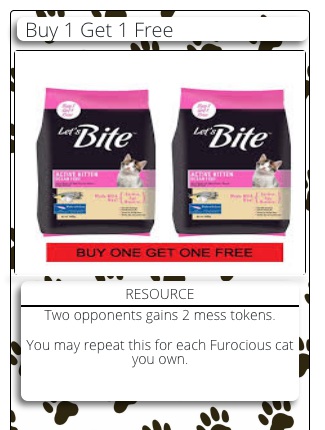 Buy 1 Get 1 Free
Let's Bite
Let's Bite
ACTIVE KITTEN
ACTIVE KITTEN
BUY ONE GET ONE FREE
RESOURCE
Two opponents gains 2 mess tokens.
You may repeat this for each Furocious cat
you own.